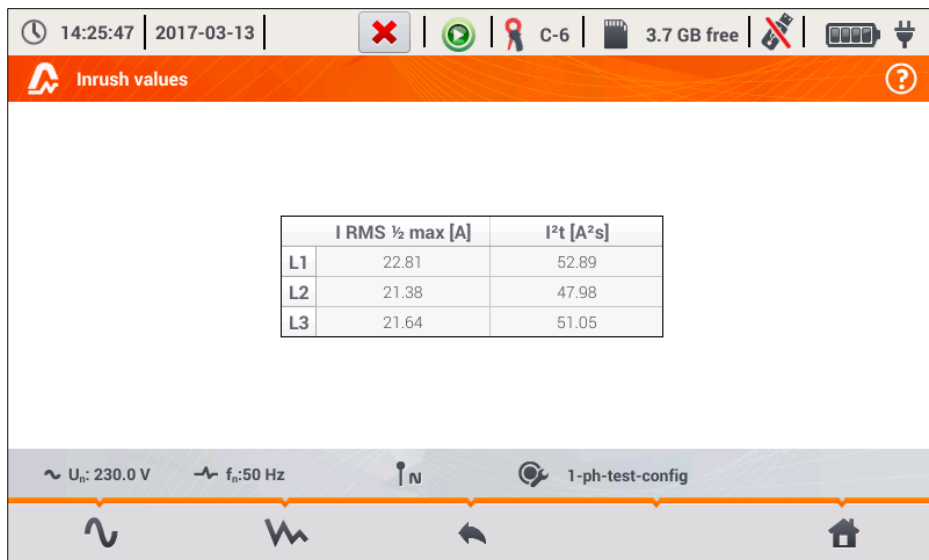 14:25:47 2017-03-13 C-6 3.7 GB free
Inrush values ?
I RMS ½ max [A] I²t [A²s]
L1 22.81 52.89
L2 21.38 47.98
L3 21.64 51.05
Uₙ: 230.0 V fₙ:50 Hz N 1-ph-test-config